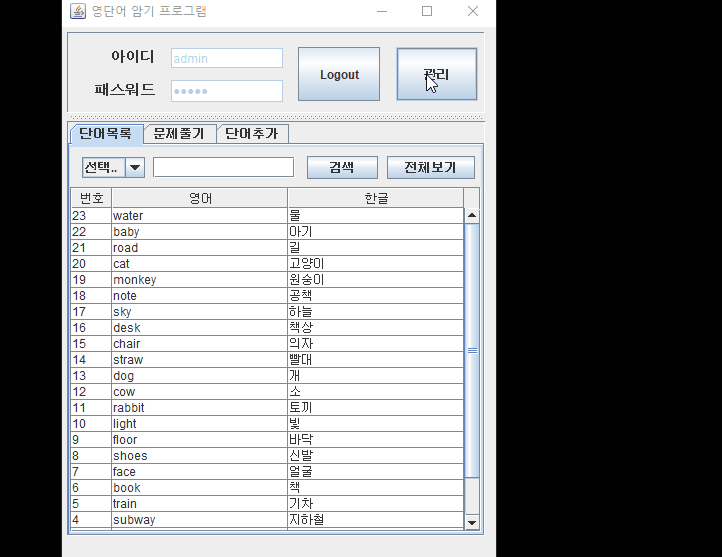 영단어 암기 프로그램
아이디 admin
패스워드 •••••
Logout
관리
단어목록 문제풀기 단어추가
선택.. 검색 전체보기
번호 영어 한글
23 water 물
22 baby 아기
21 road 길
20 cat 고양이
19 monkey 원숭이
18 note 공책
17 sky 하늘
16 desk 책상
15 chair 의자
14 straw 빨대
13 dog 개
12 cow 소
11 rabbit 토끼
10 light 빛
9 floor 바닥
8 shoes 신발
7 face 얼굴
6 book 책
5 train 기차
4 subway 지하철